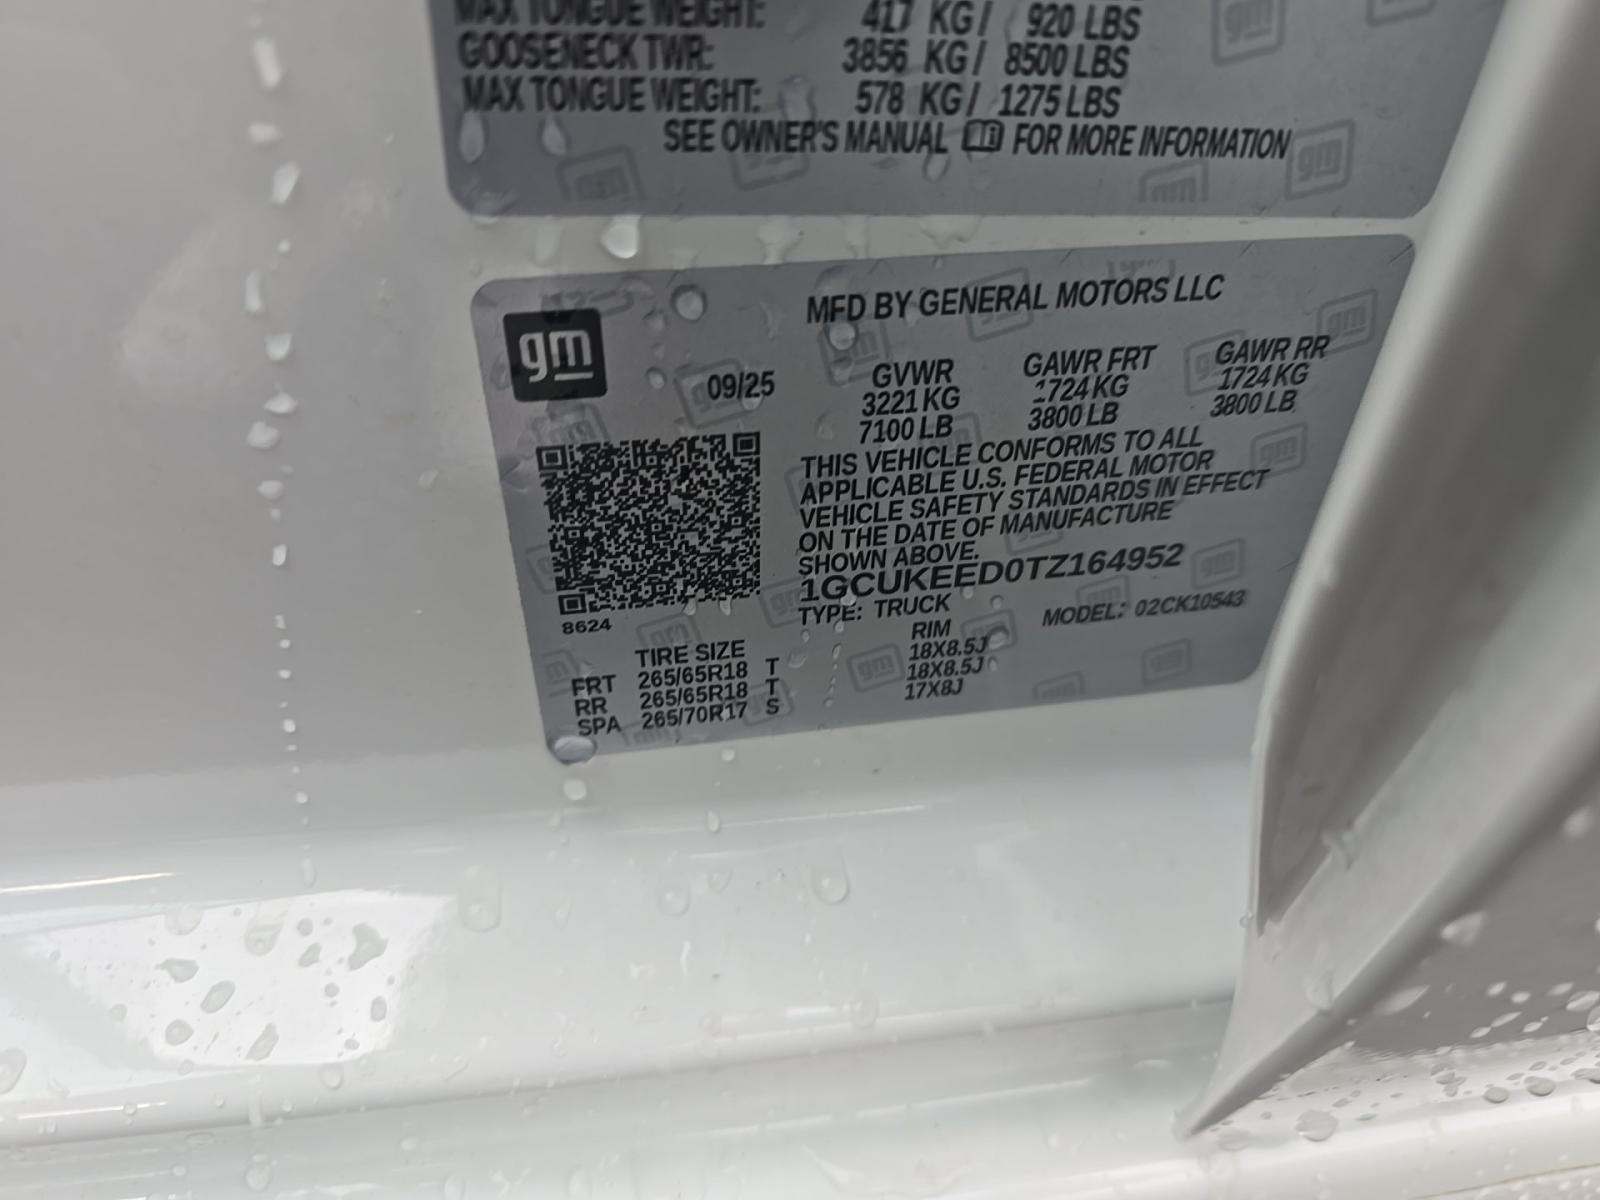 MAX TONGUE WEIGHT: 417 KG / 920 LBS
GOOSENECK TWR: 3856 KG / 8500 LBS
MAX TONGUE WEIGHT: 578 KG / 1275 LBS
SEE OWNER'S MANUAL FOR MORE INFORMATION
gm
MFD BY GENERAL MOTORS LLC
09/25
GVWR GAWR FRT GAWR RR
3221 KG 1724 KG 1724 KG
7100 LB 3800 LB 3800 LB
THIS VEHICLE CONFORMS TO ALL
APPLICABLE U.S. FEDERAL MOTOR
VEHICLE SAFETY STANDARDS IN EFFECT
ON THE DATE OF MANUFACTURE
SHOWN ABOVE.
1GCUKEED0TZ164952
TYPE: TRUCK MODEL: 02CK10543
8624
TIRE SIZE RIM
FRT 265/65R18 T 18X8.5J
RR 265/65R18 T 18X8.5J
SPA 265/70R17 S 17X8J